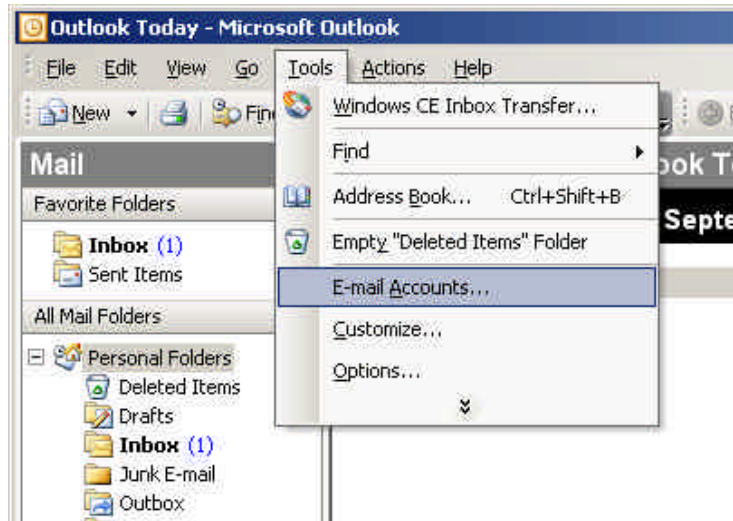 Outlook Today - Microsoft Outlook
File Edit View Go Tools Actions Help
New
Mail
Favorite Folders
Inbox (1)
Sent Items
All Mail Folders
Personal Folders
Deleted Items
Drafts
Inbox (1)
Junk E-mail
Outbox
Windows CE Inbox Transfer...
Find
Address Book... Ctrl+Shift+B
Empty "Deleted Items" Folder
E-mail Accounts...
Customize...
Options...